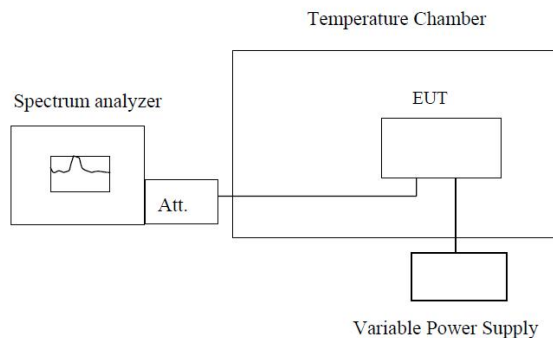 Temperature Chamber
Spectrum analyzer
EUT
Att.
Variable Power Supply